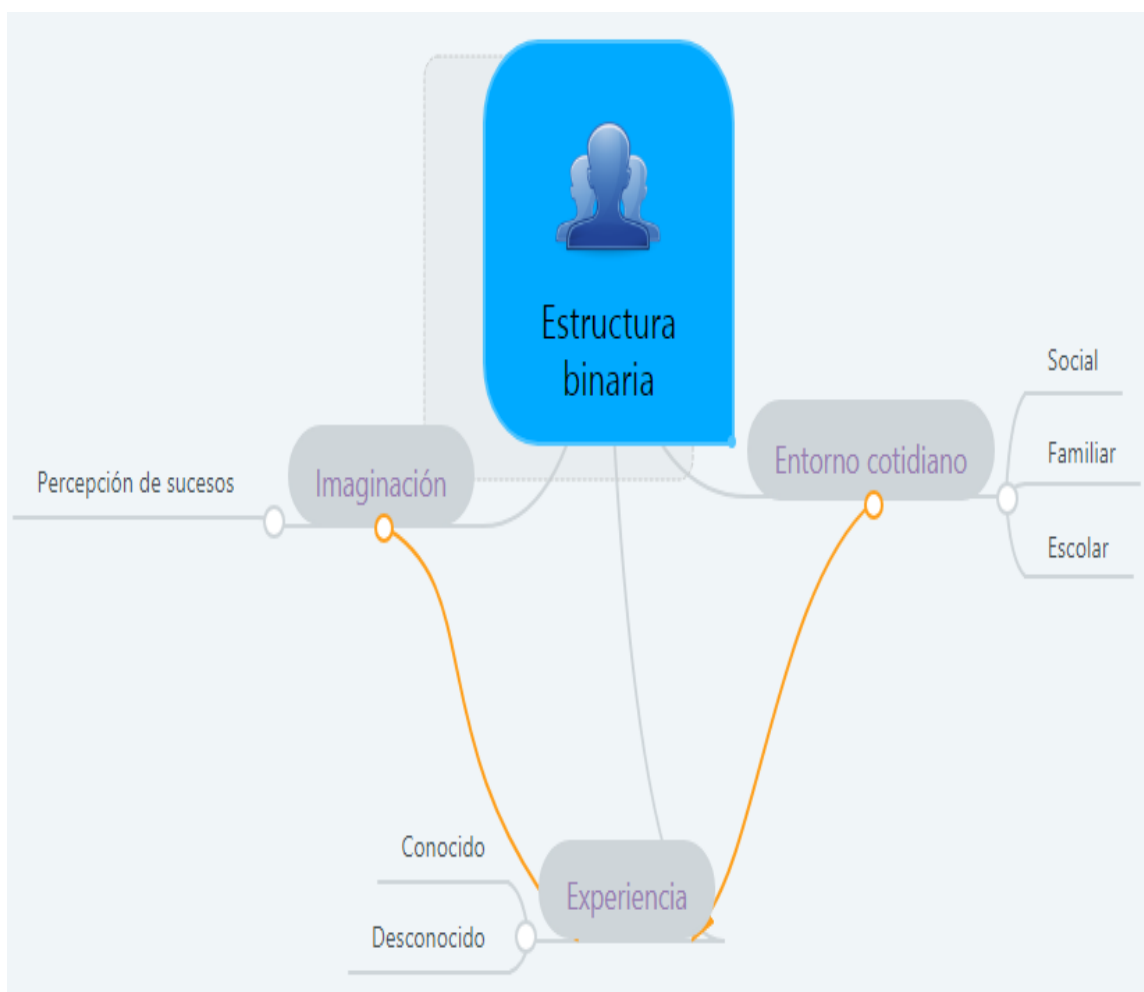 Estructura
binaria
Imaginación
Percepción de sucesos
Entorno cotidiano
Social
Familiar
Escolar
Experiencia
Conocido
Desconocido